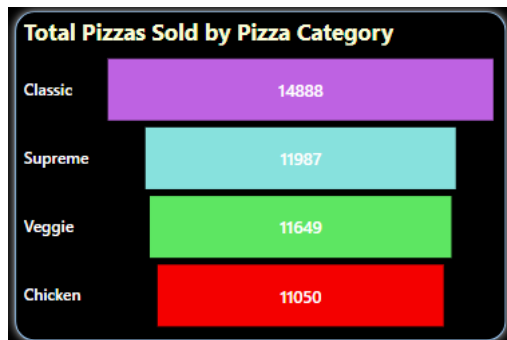 Total Pizzas Sold by Pizza Category
Classic 14888
Supreme 11987
Veggie 11649
Chicken 11050